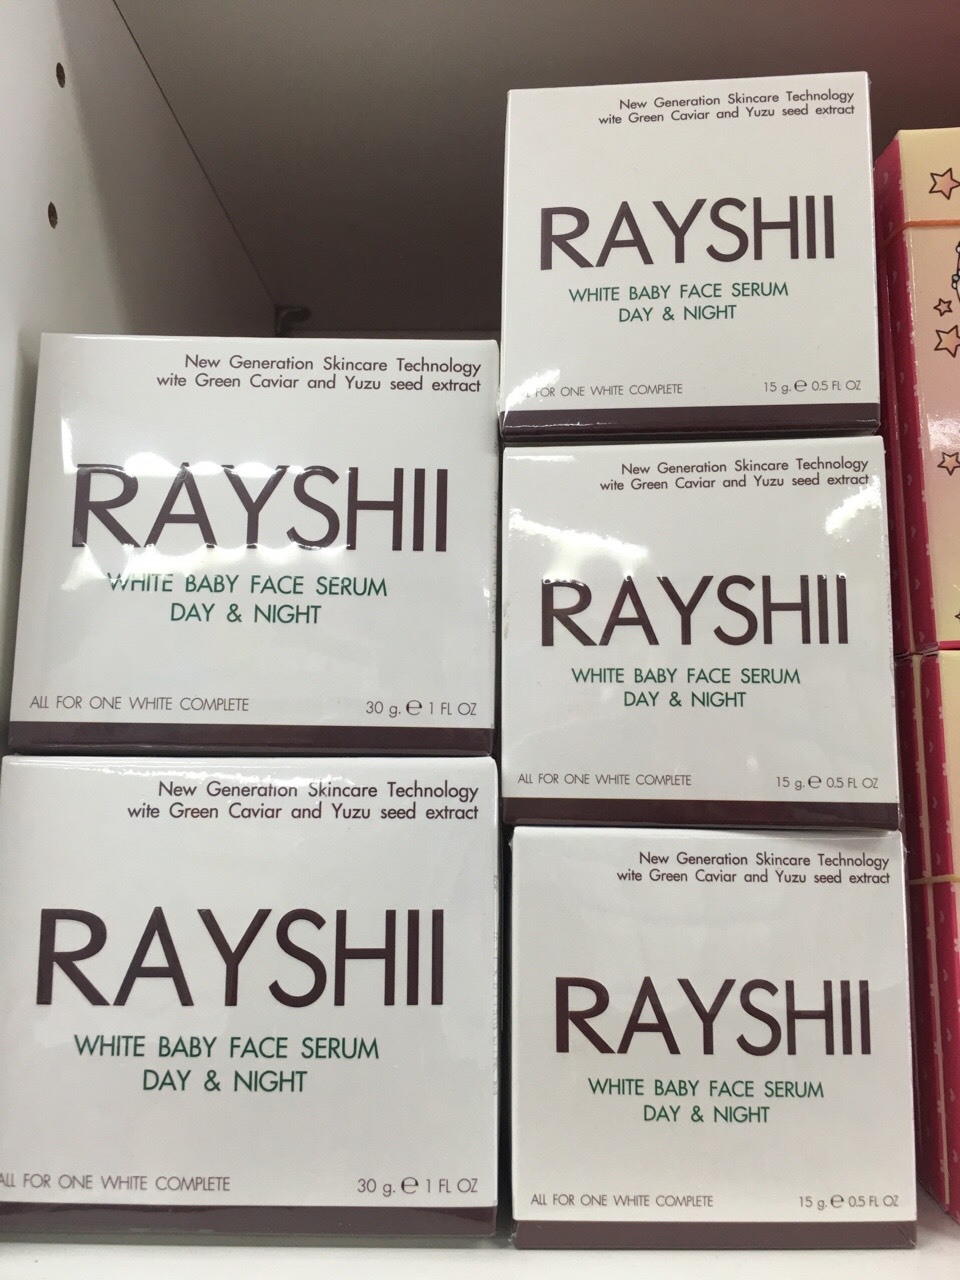 New Generation Skincare Technology
wite Green Caviar and Yuzu seed extract
RAYSHII
WHITE BABY FACE SERUM
DAY & NIGHT
ALL FOR ONE WHITE COMPLETE 30 g. ℮ 1 FL OZ
New Generation Skincare Technology
wite Green Caviar and Yuzu seed extract
RAYSHII
WHITE BABY FACE SERUM
DAY & NIGHT
ALL FOR ONE WHITE COMPLETE 30 g. ℮ 1 FL OZ
New Generation Skincare Technology
wite Green Caviar and Yuzu seed extract
RAYSHII
WHITE BABY FACE SERUM
DAY & NIGHT
FOR ONE WHITE COMPLETE 15 g. ℮ 0.5 FL OZ
New Generation Skincare Technology
wite Green Caviar and Yuzu seed extract
RAYSHII
WHITE BABY FACE SERUM
DAY & NIGHT
ALL FOR ONE WHITE COMPLETE 15 g. ℮ 0.5 FL OZ
New Generation Skincare Technology
wite Green Caviar and Yuzu seed extract
RAYSHII
WHITE BABY FACE SERUM
DAY & NIGHT
ALL FOR ONE WHITE COMPLETE 15 g. ℮ 0.5 FL OZ